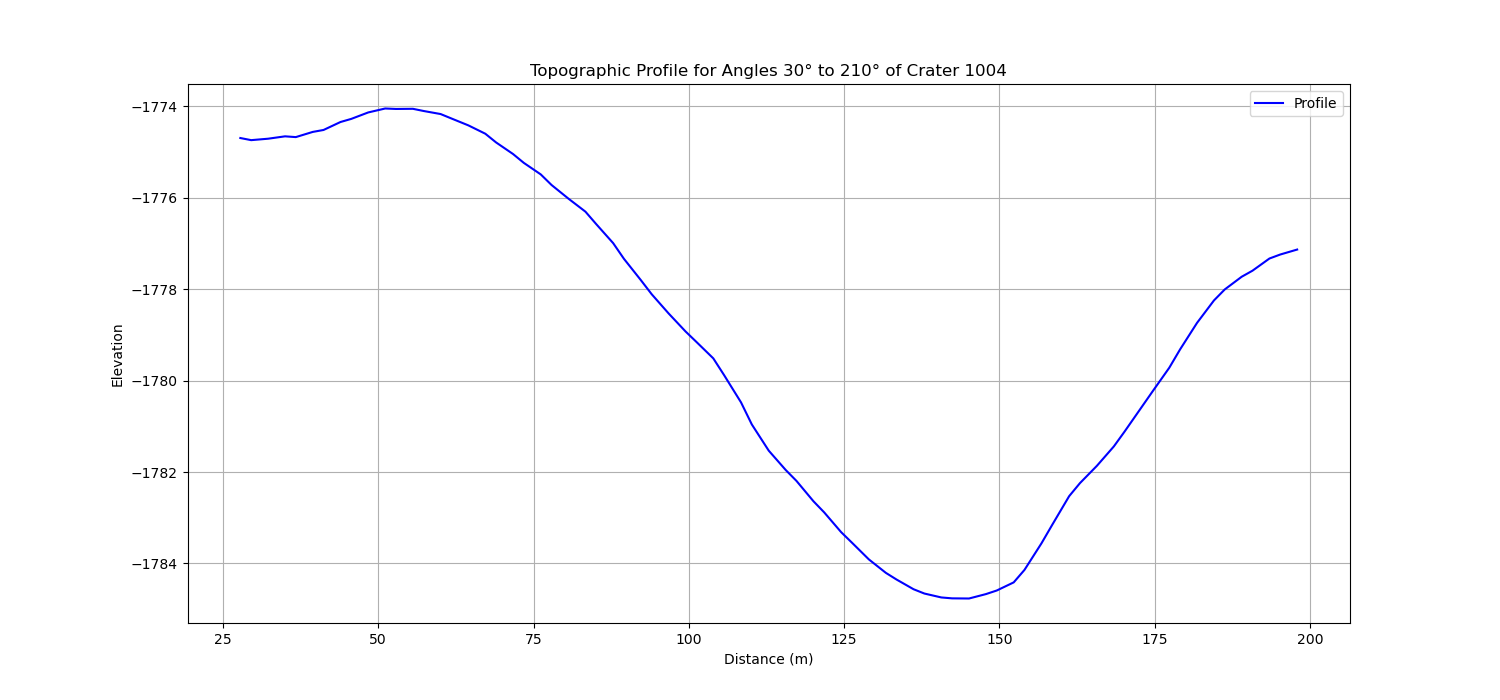 Topographic Profile for Angles 30° to 210° of Crater 1004
Profile
Elevation
−1774
−1776
−1778
−1780
−1782
−1784
25 50 75 100 125 150 175 200
Distance (m)